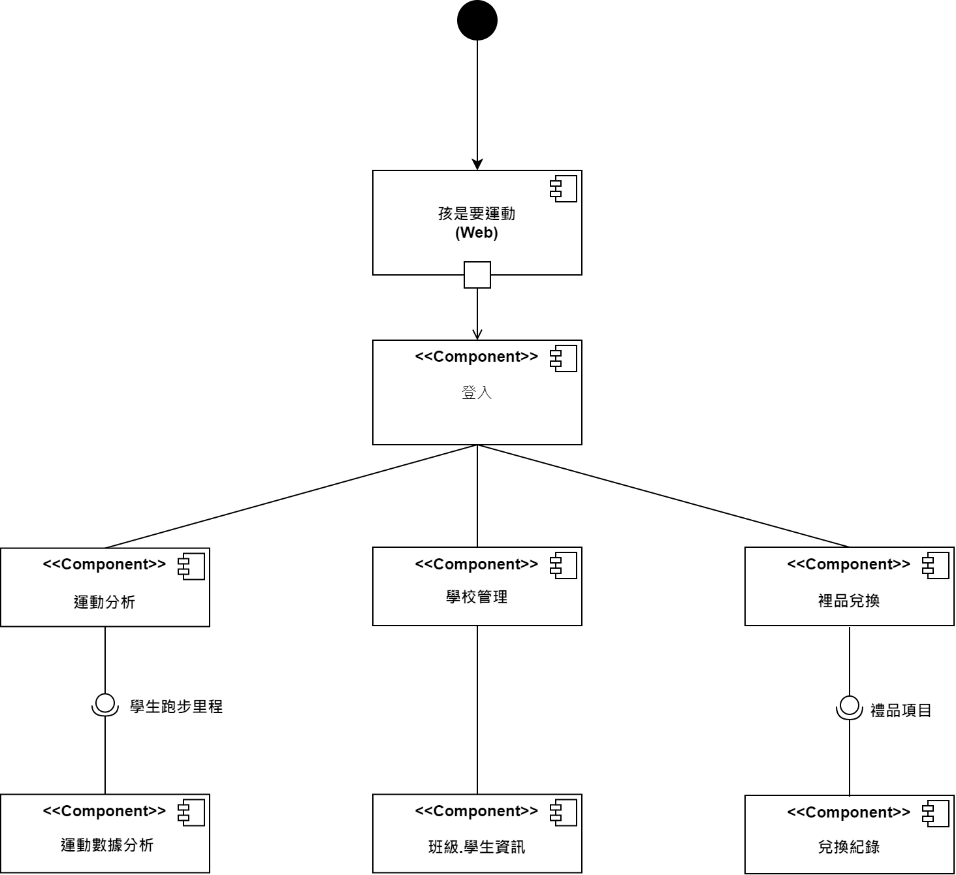 孩是要運動
(Web)
<<Component>>
登入
<<Component>>
運動分析
<<Component>>
學校管理
<<Component>>
裡品兌換
學生跑步里程
禮品項目
<<Component>>
運動數據分析
<<Component>>
班級.學生資訊
<<Component>>
兌換紀錄